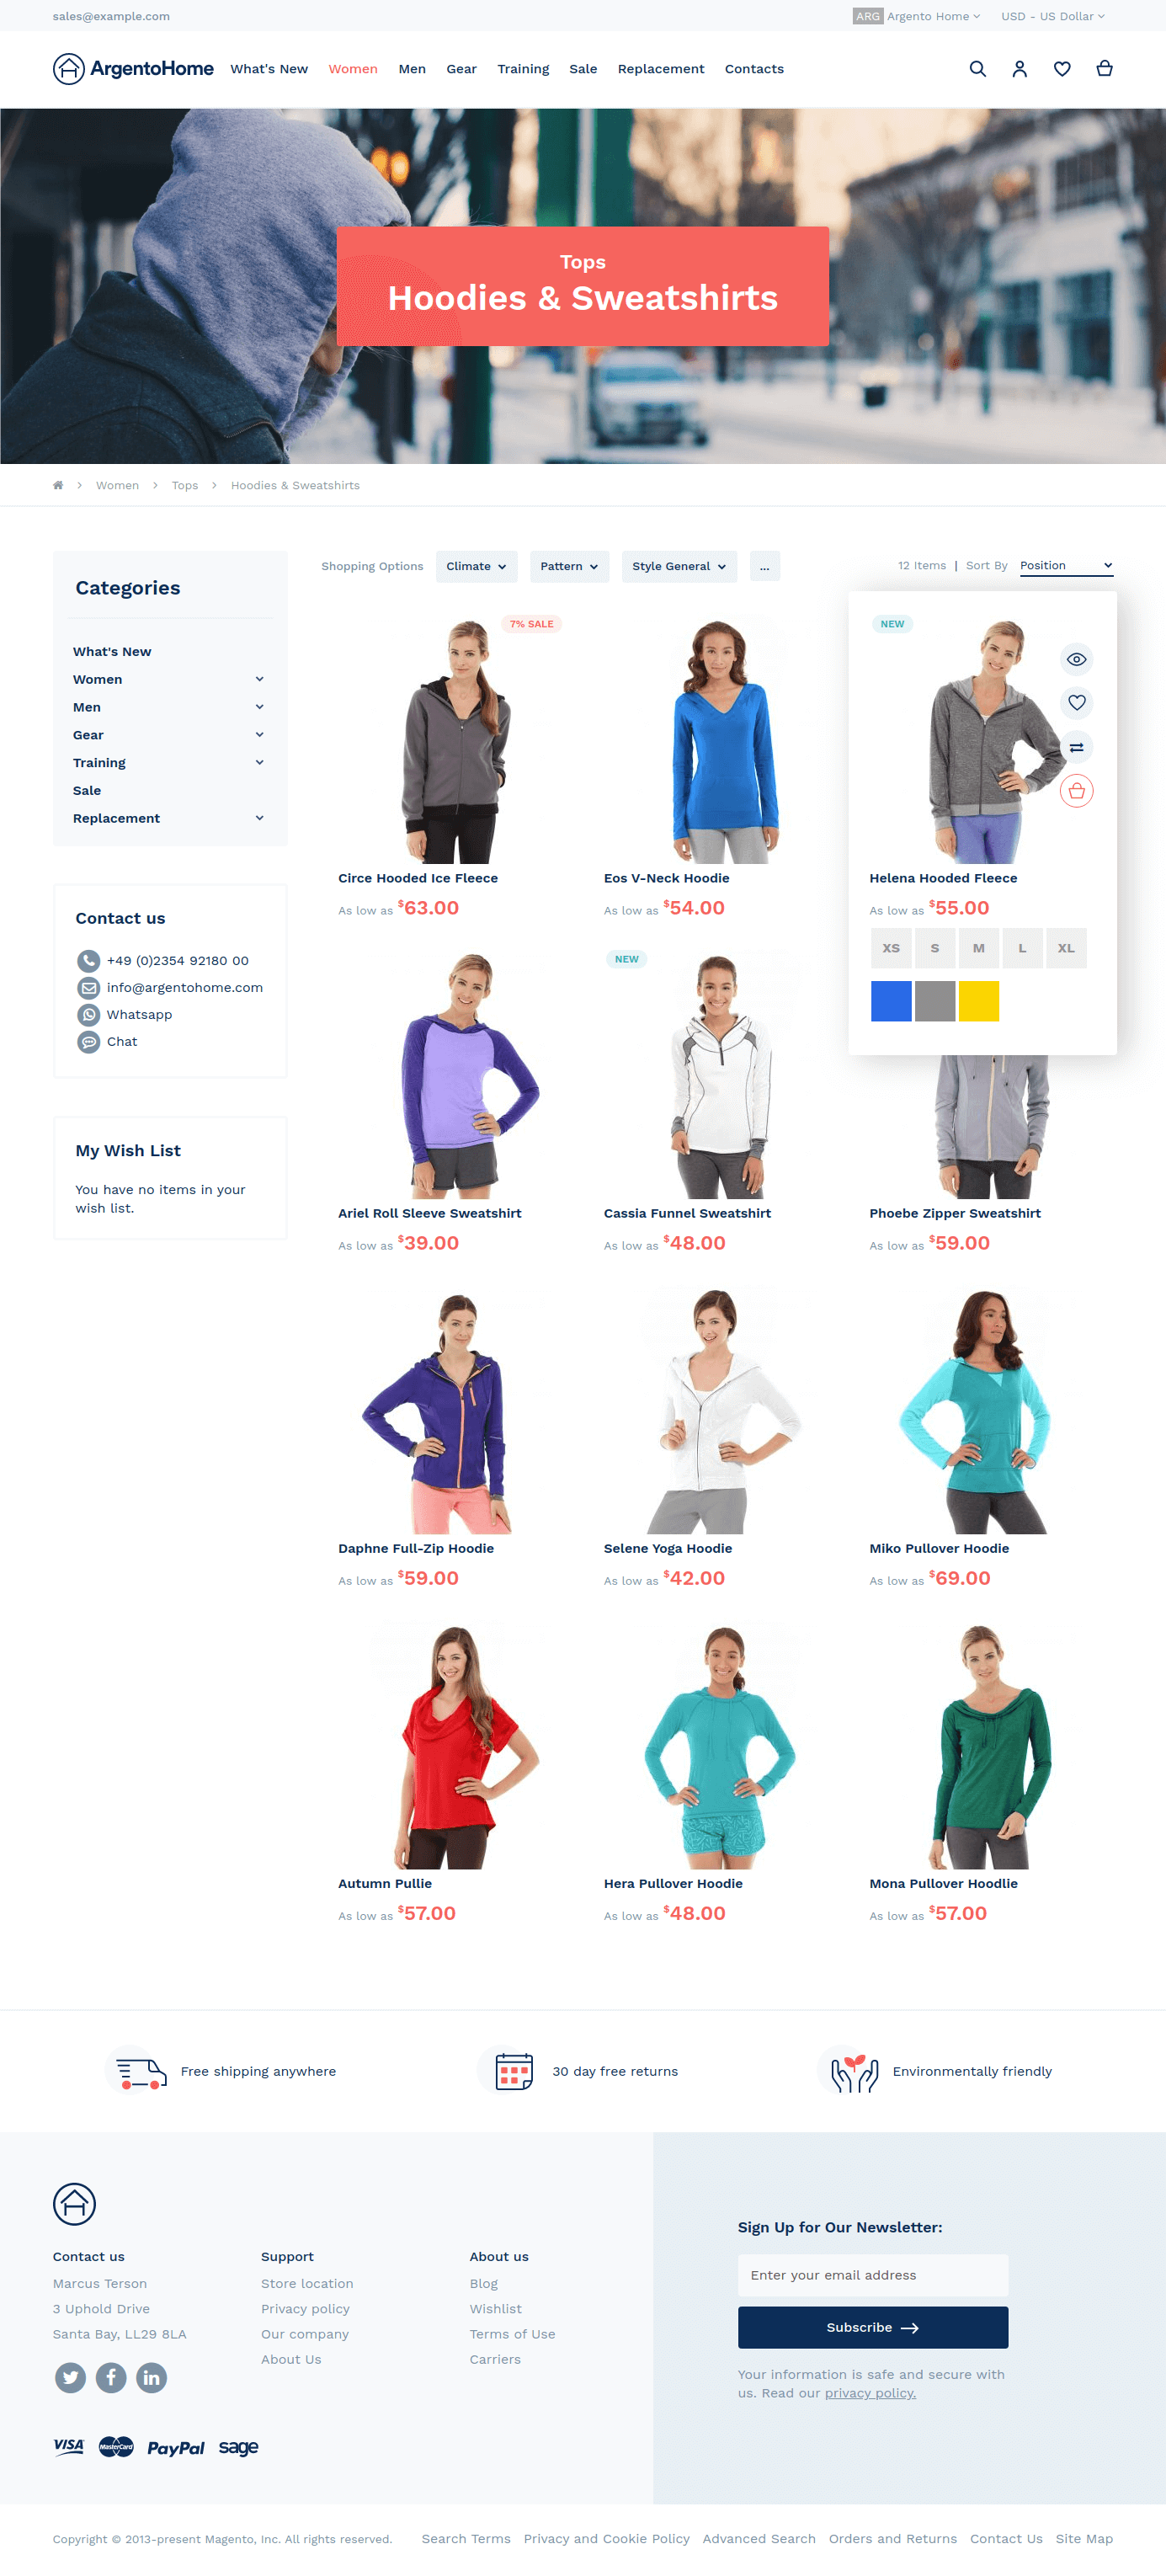 sales@example.com
ARG Argento Home
USD - US Dollar
ArgentoHome
What's New
Women
Men
Gear
Training
Sale
Replacement
Contacts
Tops
Hoodies & Sweatshirts
Women
Tops
Hoodies & Sweatshirts
Categories
What's New
Women
Men
Gear
Training
Sale
Replacement
Contact us
+49 (0)2354 92180 00
info@argentohome.com
Whatsapp
Chat
My Wish List
You have no items in your
wish list.
Shopping Options
Climate
Pattern
Style General
...
12 Items | Sort By Position
7% SALE
Circe Hooded Ice Fleece
As low as $63.00
Eos V-Neck Hoodie
As low as $54.00
NEW
Helena Hooded Fleece
As low as $55.00
XS S M L XL
Ariel Roll Sleeve Sweatshirt
As low as $39.00
NEW
Cassia Funnel Sweatshirt
As low as $48.00
Phoebe Zipper Sweatshirt
As low as $59.00
Daphne Full-Zip Hoodie
As low as $59.00
Selene Yoga Hoodie
As low as $42.00
Miko Pullover Hoodie
As low as $69.00
Autumn Pullie
As low as $57.00
Hera Pullover Hoodie
As low as $48.00
Mona Pullover Hoodlie
As low as $57.00
Free shipping anywhere
30 day free returns
Environmentally friendly
Contact us
Marcus Terson
3 Uphold Drive
Santa Bay, LL29 8LA
Support
Store location
Privacy policy
Our company
About Us
About us
Blog
Wishlist
Terms of Use
Carriers
VISA
MasterCard
PayPal
sage
Sign Up for Our Newsletter:
Enter your email address
Subscribe
Your information is safe and secure with
us. Read our privacy policy.
Copyright © 2013-present Magento, Inc. All rights reserved.
Search Terms
Privacy and Cookie Policy
Advanced Search
Orders and Returns
Contact Us
Site Map